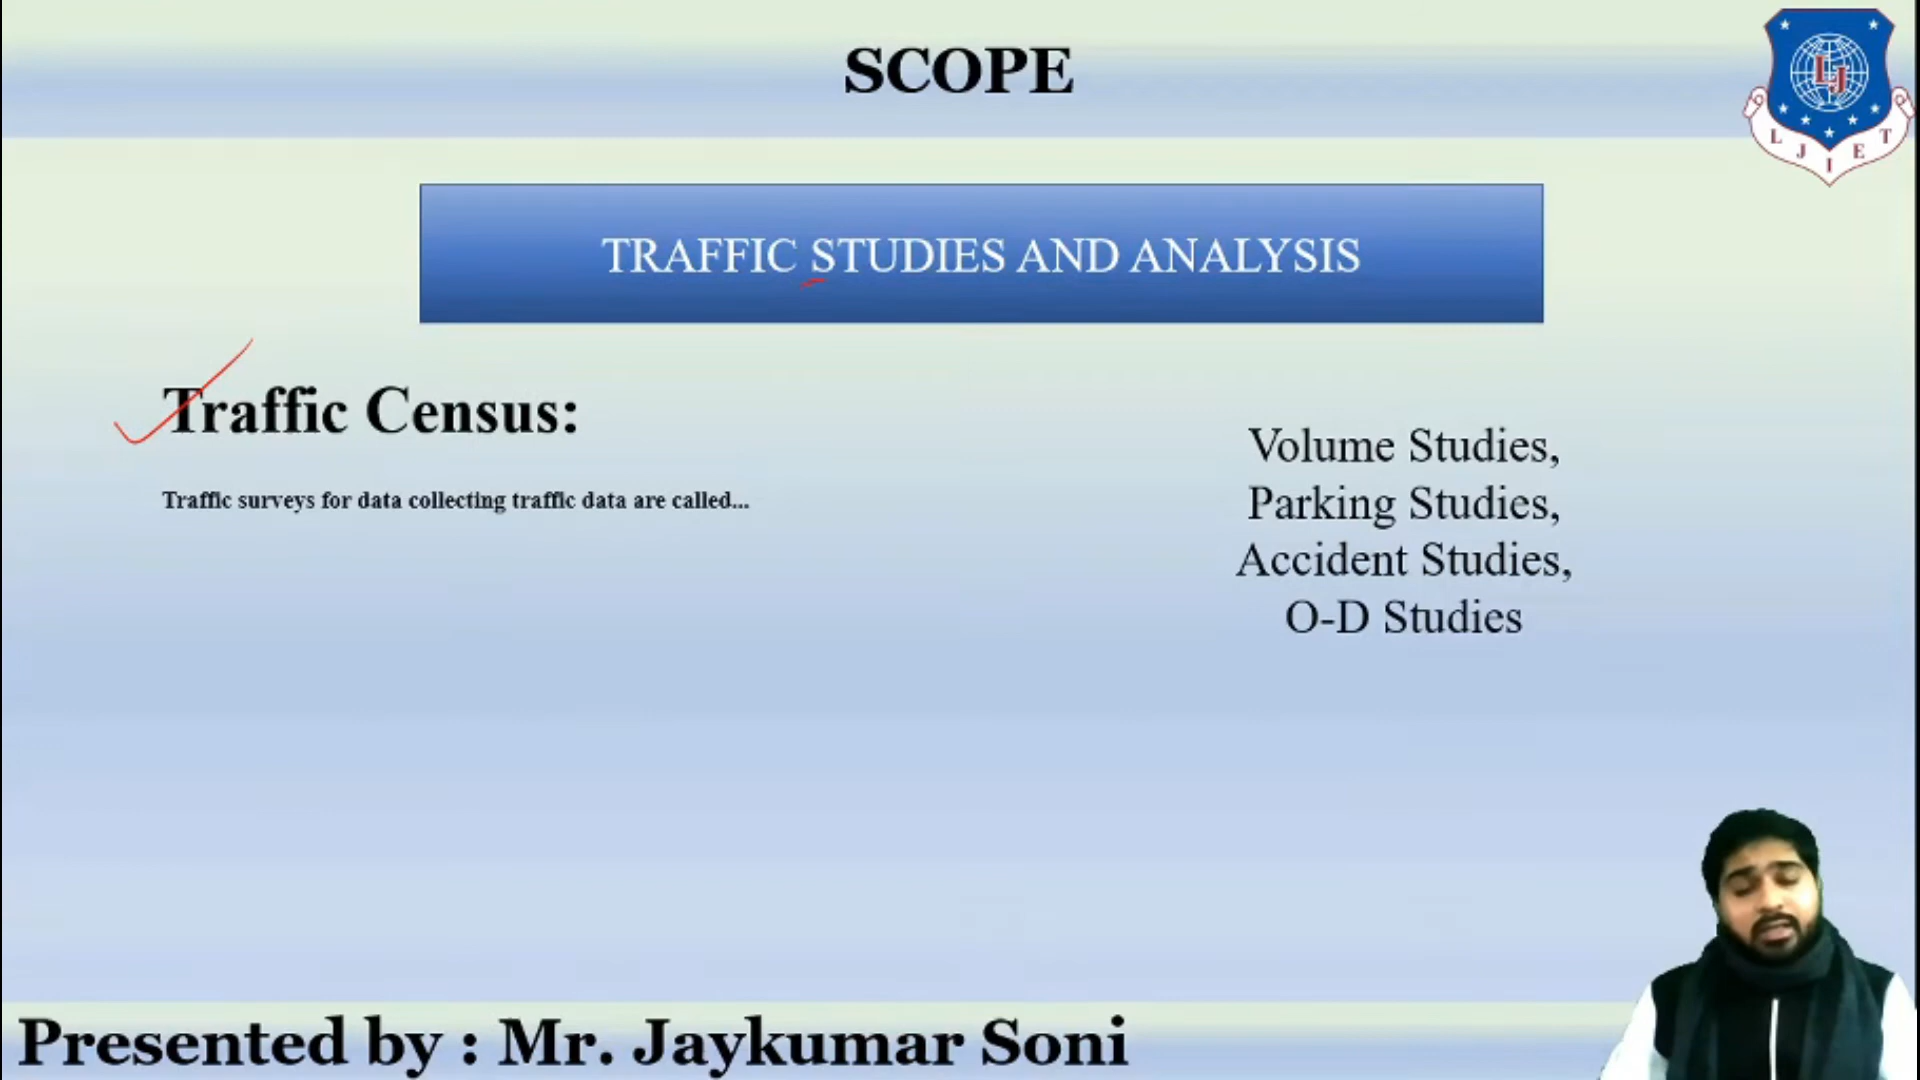 SCOPE
LJ
L J I E T
TRAFFIC STUDIES AND ANALYSIS
Traffic Census:
Traffic surveys for data collecting traffic data are called...
Volume Studies,
Parking Studies,
Accident Studies,
O-D Studies
Presented by : Mr. Jaykumar Soni